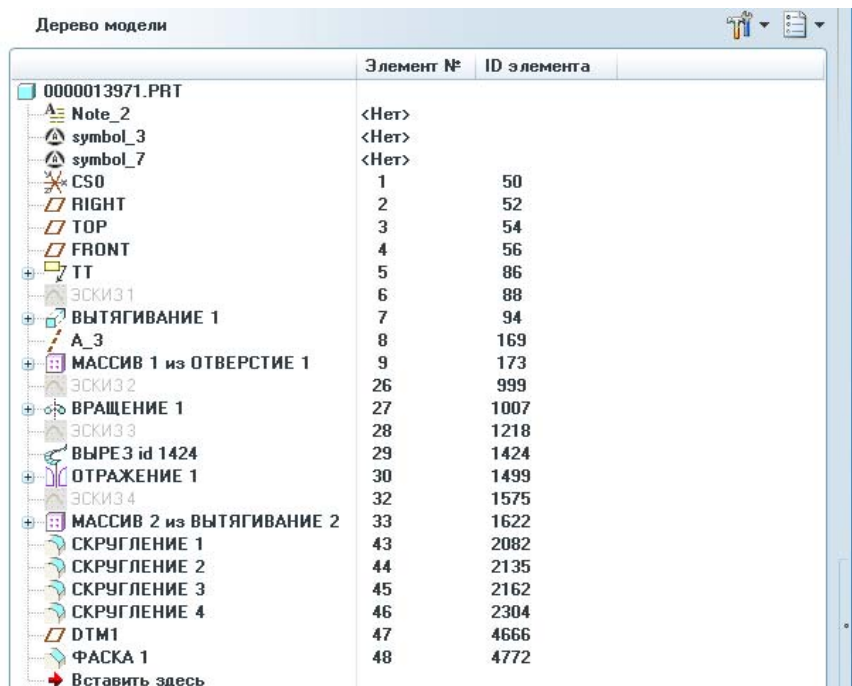 Дерево модели
Элемент № ID элемента
0000013971.PRT
Note_2 <Нет>
symbol_3 <Нет>
symbol_7 <Нет>
CS0 1 50
RIGHT 2 52
TOP 3 54
FRONT 4 56
TT 5 86
ЭСКИЗ 1 6 88
ВЫТЯГИВАНИЕ 1 7 94
A_3 8 169
МАССИВ 1 из ОТВЕРСТИЕ 1 9 173
ЭСКИЗ 2 26 999
ВРАЩЕНИЕ 1 27 1007
ЭСКИЗ 3 28 1218
ВЫРЕЗ id 1424 29 1424
ОТРАЖЕНИЕ 1 30 1499
ЭСКИЗ 4 32 1575
МАССИВ 2 из ВЫТЯГИВАНИЕ 2 33 1622
СКРУГЛЕНИЕ 1 43 2082
СКРУГЛЕНИЕ 2 44 2135
СКРУГЛЕНИЕ 3 45 2162
СКРУГЛЕНИЕ 4 46 2304
DTM1 47 4666
ФАСКА 1 48 4772
Вставить здесь